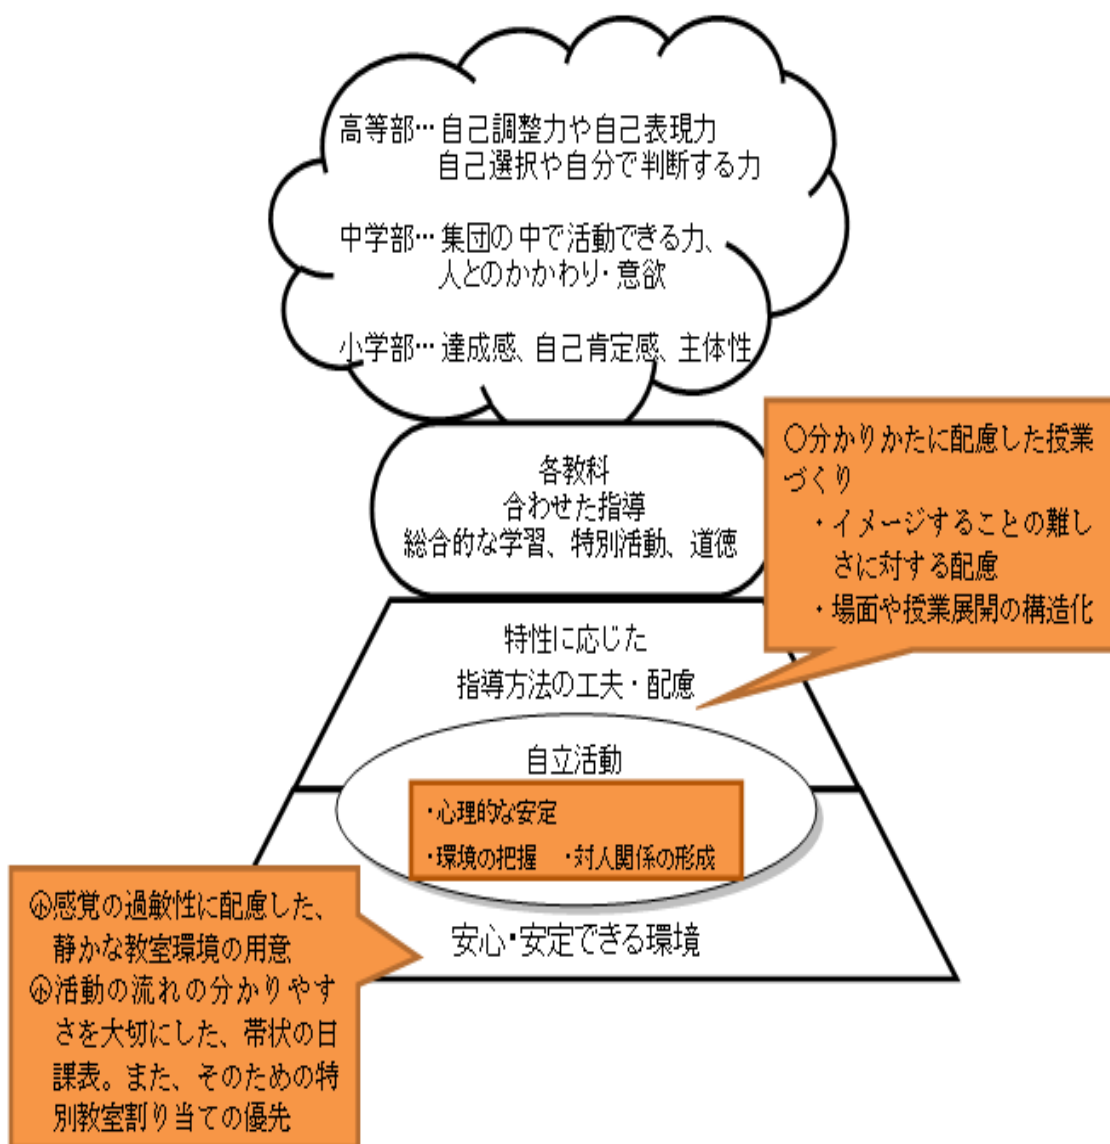 高等部…自己調整力や自己表現力
自己選択や自分で判断する力
中学部…集団の中で活動できる力、
人とのかかわり・意欲
小学部…達成感、自己肯定感、主体性
各教科
合わせた指導
総合的な学習、特別活動、道徳
〇分かりかたに配慮した授業
づくり
・イメージすることの難し
さに対する配慮
・場面や授業展開の構造化
特性に応じた
指導方法の工夫・配慮
自立活動
・心理的な安定
・環境の把握　・対人関係の形成
安心・安定できる環境
㊥感覚の過敏性に配慮した、
静かな教室環境の用意
㊥活動の流れの分かりやす
さを大切にした、帯状の日
課表。また、そのための特
別教室割り当ての優先